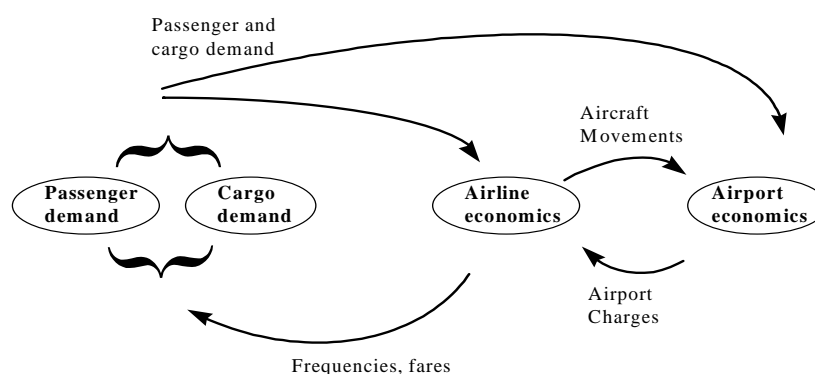 Passenger and
cargo demand
Aircraft
Movements
Passenger
demand
Cargo
demand
Airline
economics
Airport
economics
Airport
Charges
Frequencies, fares